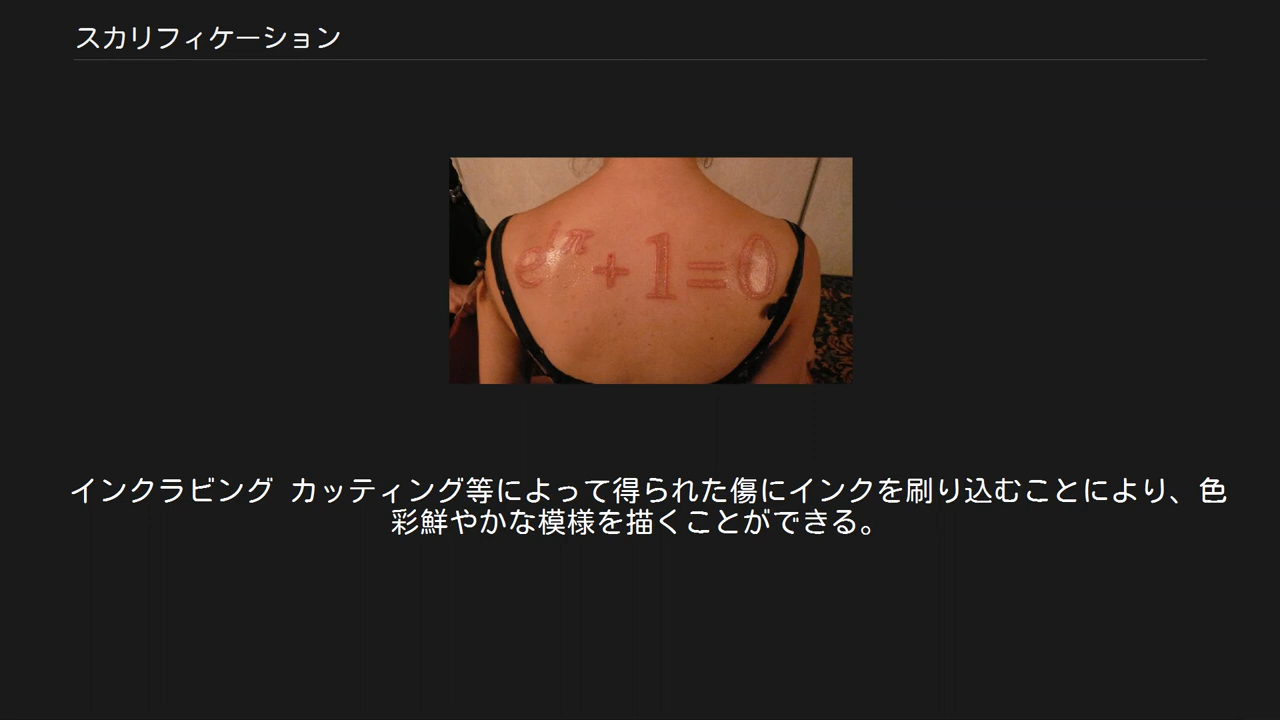 スカリフィケーション
e^{iπ}+1=0
インクラビング カッティング等によって得られた傷にインクを刷り込むことにより、色
彩鮮やかな模様を描くことができる。